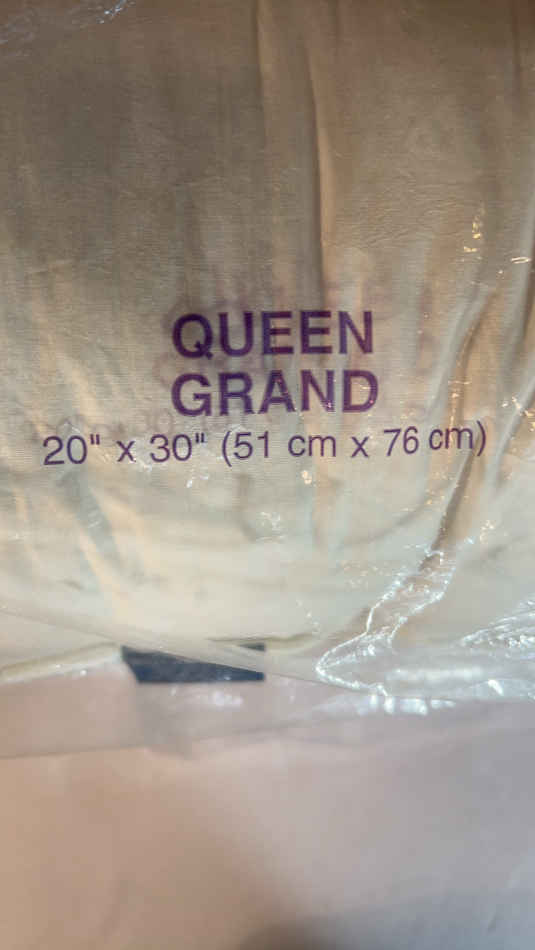 QUEEN
GRAND
20" x 30" (51 cm x 76 cm)